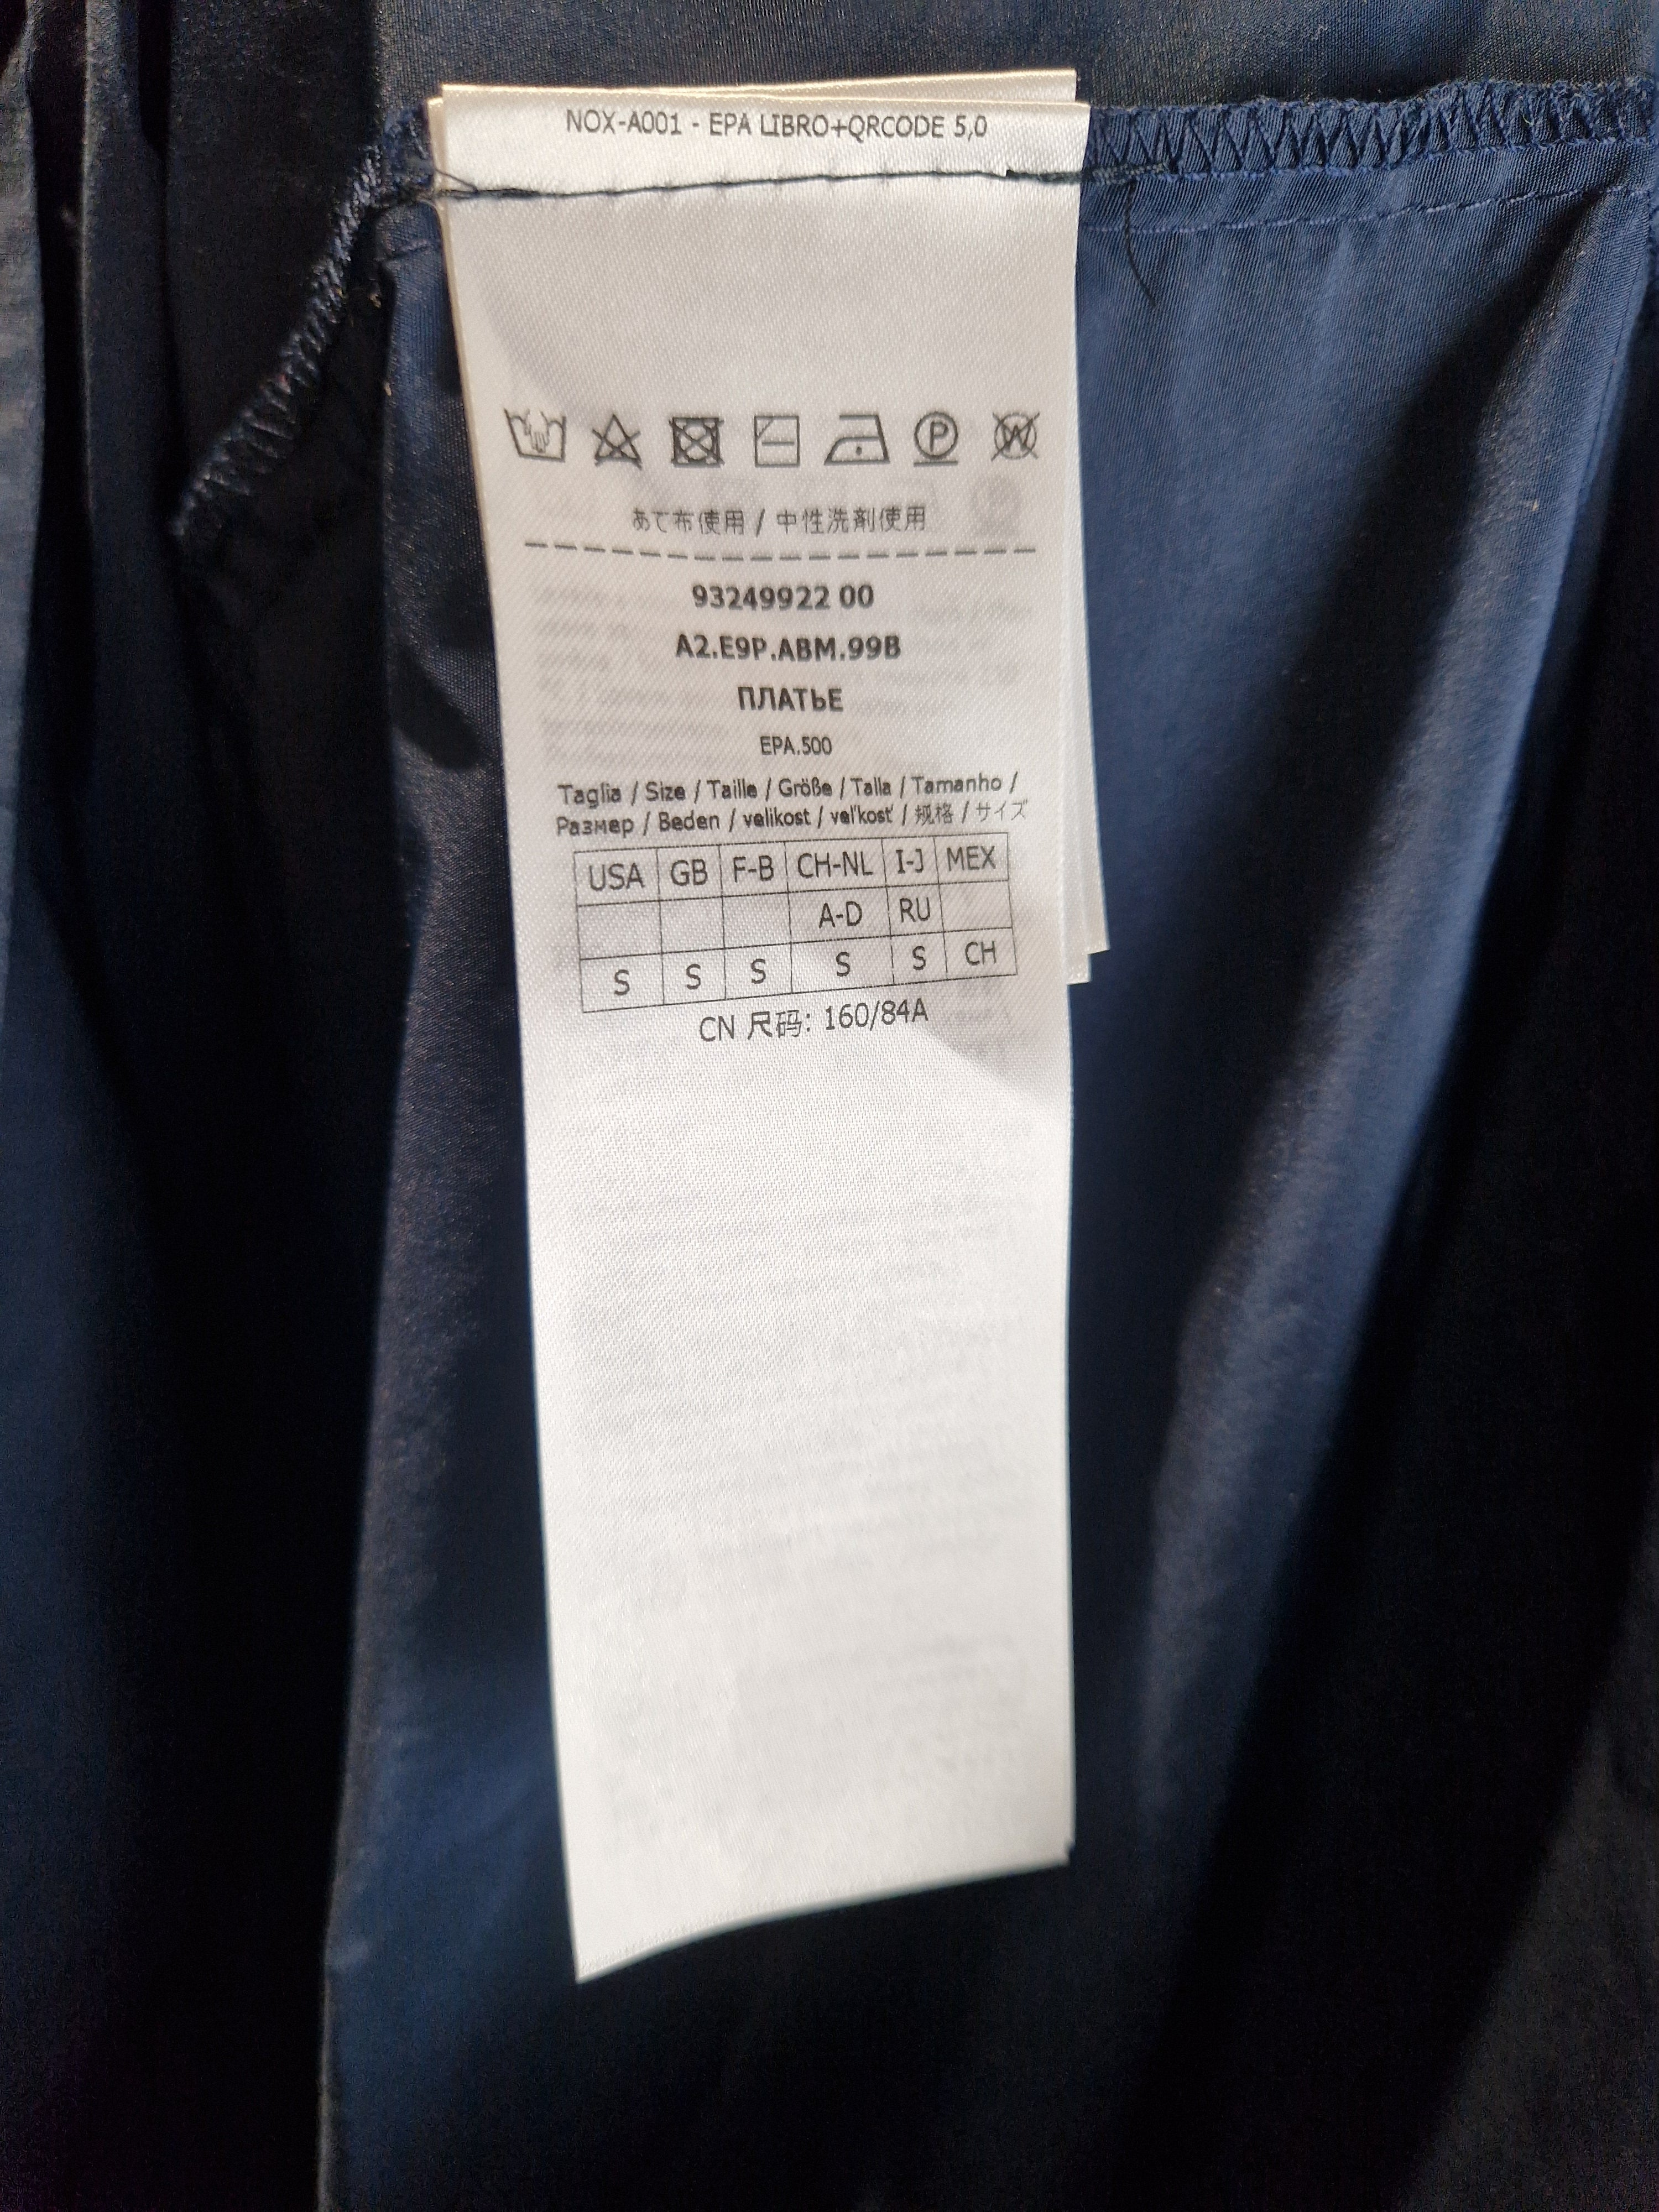 NOX-A001 - EPA LIBRO+QRCODE 5,0
P W
あて布使用 / 中性洗剤使用
93249922 00
A2.E9P.ABM.99B
ПЛАТЬЕ
EPA.500
Taglia / Size / Taille / Größe / Talla / Tamanho /
Размер / Beden / velikost / veľkosť / 规格 / サイズ
USA GB F-B CH-NL I-J MEX
A-D RU
S S S S S CH
CN 尺码: 160/84A